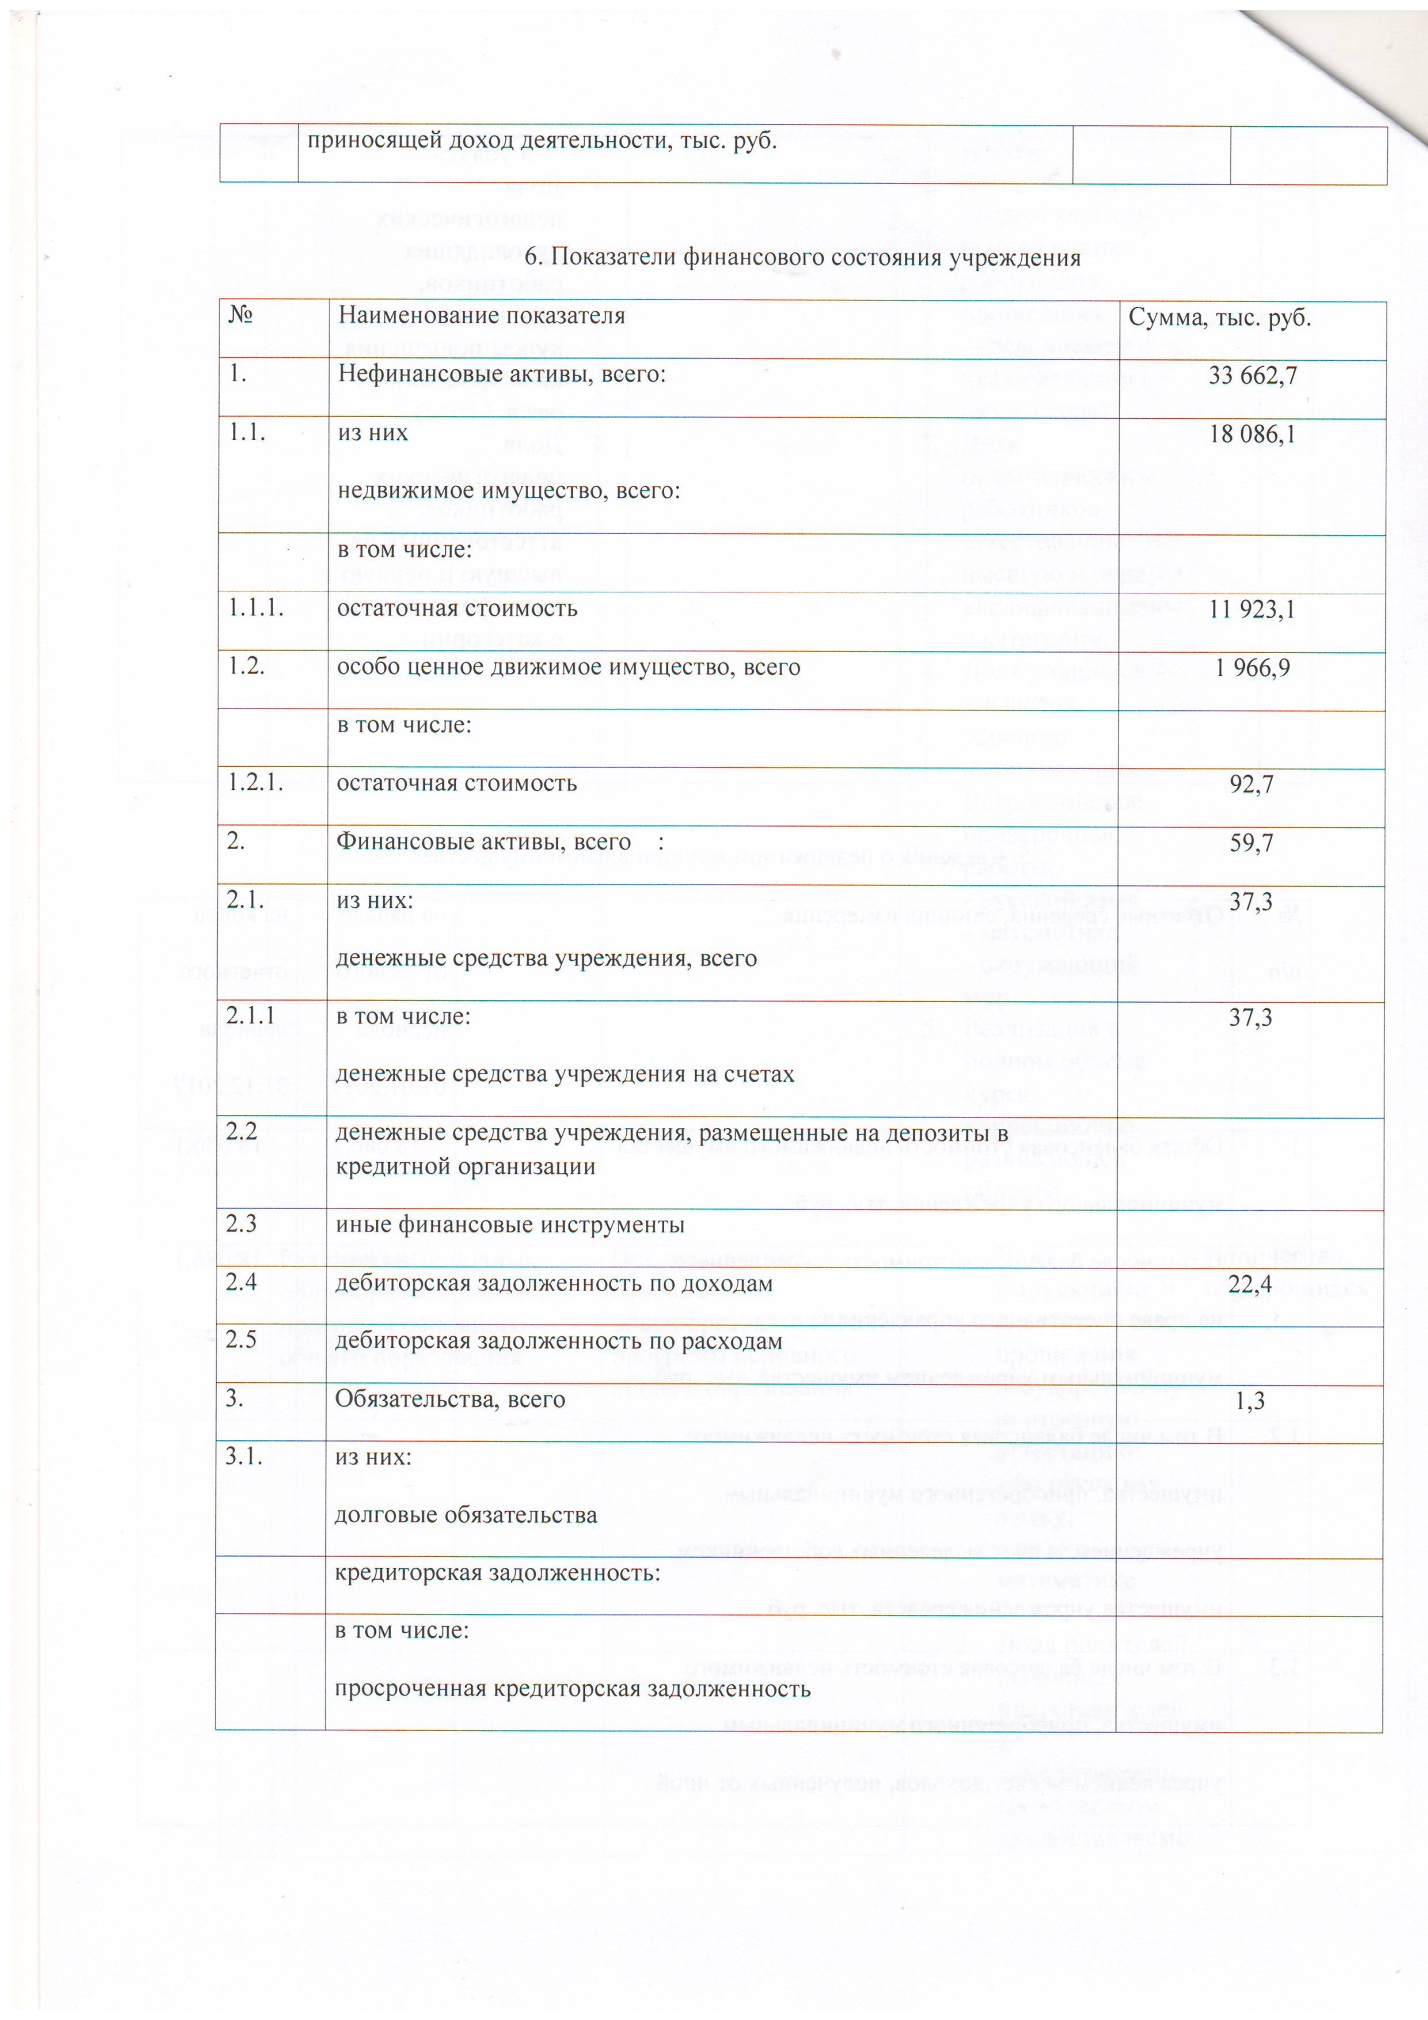 приносящей доход деятельности, тыс. руб.
6. Показатели финансового состояния учреждения
№ Наименование показателя Сумма, тыс. руб.
1. Нефинансовые активы, всего: 33 662,7
1.1. из них 18 086,1
недвижимое имущество, всего:
в том числе:
1.1.1. остаточная стоимость 11 923,1
1.2. особо ценное движимое имущество, всего 1 966,9
в том числе:
1.2.1. остаточная стоимость 92,7
2. Финансовые активы, всего : 59,7
2.1. из них: 37,3
денежные средства учреждения, всего
2.1.1 в том числе: 37,3
денежные средства учреждения на счетах
2.2 денежные средства учреждения, размещенные на депозиты в
кредитной организации
2.3 иные финансовые инструменты
2.4 дебиторская задолженность по доходам 22,4
2.5 дебиторская задолженность по расходам
3. Обязательства, всего 1,3
3.1. из них:
долговые обязательства
кредиторская задолженность:
в том числе:
просроченная кредиторская задолженность